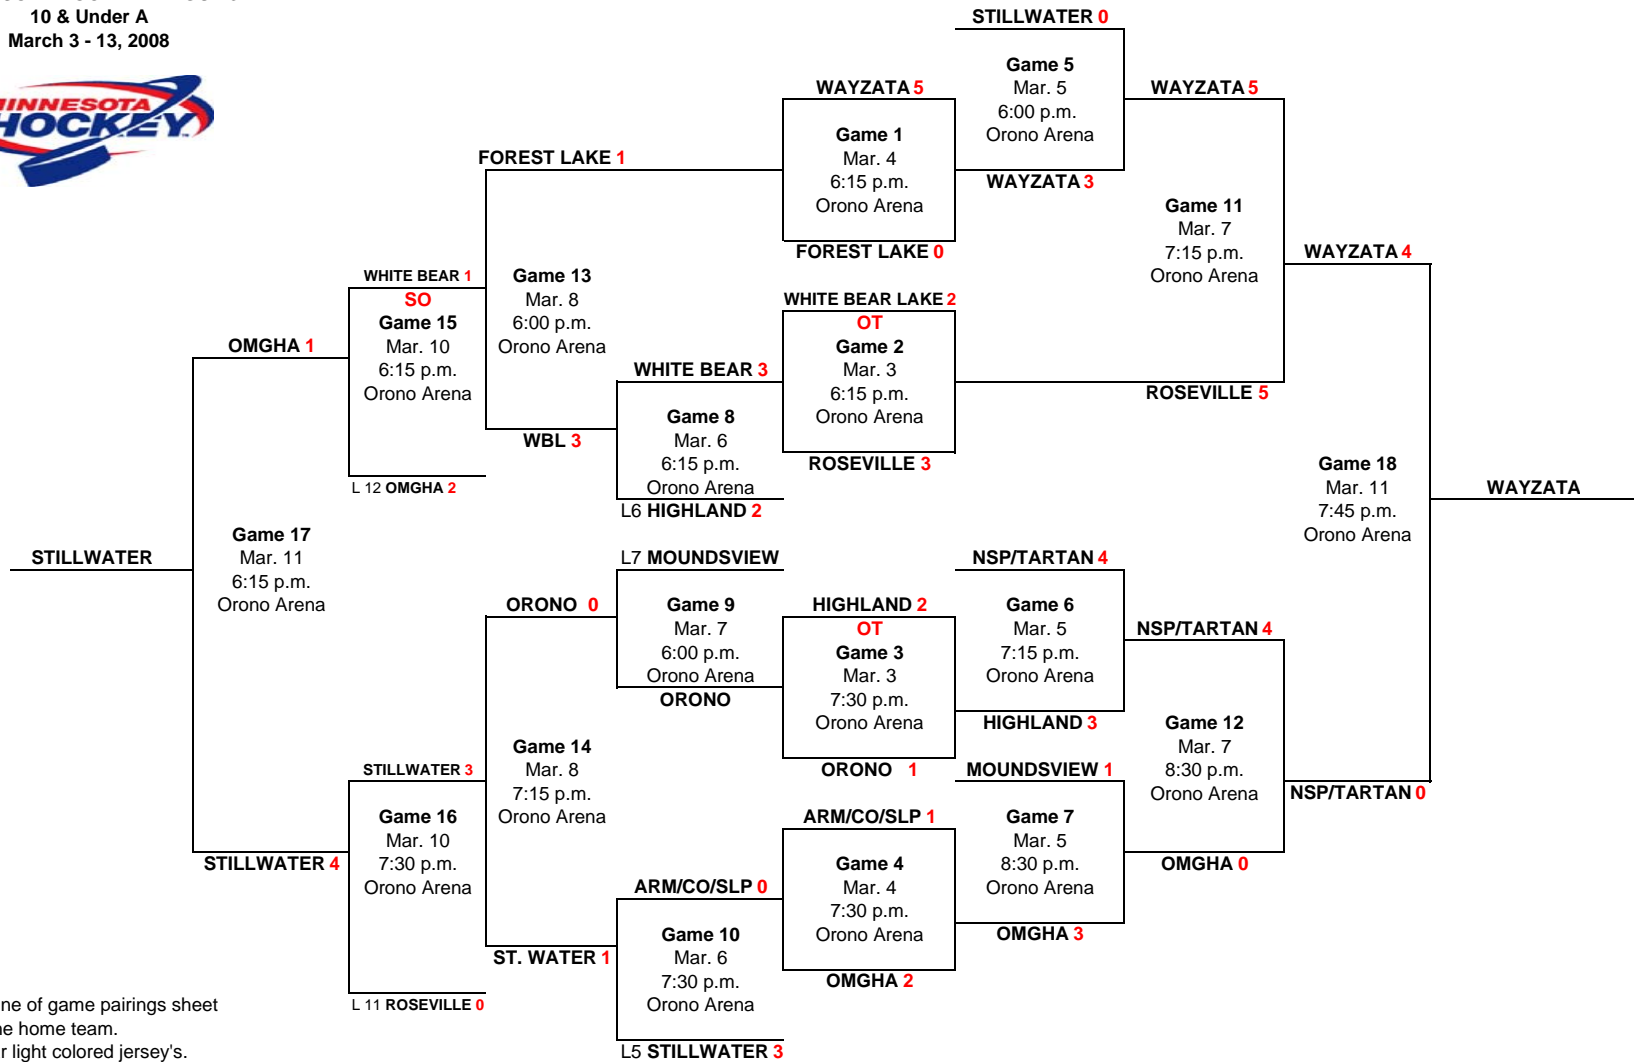 10 & Under A
March 3 - 13, 2008
MINNESOTA
HOCKEY
STILLWATER 0
Game 5
Mar. 5
6:00 p.m.
Orono Arena
WAYZATA 3
WAYZATA 5
Game 1
Mar. 4
6:15 p.m.
Orono Arena
FOREST LAKE 0
WAYZATA 5
Game 11
Mar. 7
7:15 p.m.
Orono Arena
ROSEVILLE 5
FOREST LAKE 1
Game 13
Mar. 8
6:00 p.m.
Orono Arena
WBL 3
WHITE BEAR 1
SO
Game 15
Mar. 10
6:15 p.m.
Orono Arena
L 12 OMGHA 2
WHITE BEAR LAKE 2
OT
Game 2
Mar. 3
6:15 p.m.
Orono Arena
ROSEVILLE 3
WHITE BEAR 3
Game 8
Mar. 6
6:15 p.m.
Orono Arena
L6 HIGHLAND 2
WAYZATA 4
Game 18
Mar. 11
7:45 p.m.
Orono Arena
NSP/TARTAN 0
WAYZATA
OMGHA 1
Game 17
Mar. 11
6:15 p.m.
Orono Arena
STILLWATER 4
STILLWATER
L7 MOUNDSVIEW
Game 9
Mar. 7
6:00 p.m.
Orono Arena
ORONO
NSP/TARTAN 4
Game 6
Mar. 5
7:15 p.m.
Orono Arena
HIGHLAND 3
HIGHLAND 2
OT
Game 3
Mar. 3
7:30 p.m.
Orono Arena
ORONO 1
ORONO 0
Game 14
Mar. 8
7:15 p.m.
Orono Arena
ST. WATER 1
NSP/TARTAN 4
Game 12
Mar. 7
8:30 p.m.
Orono Arena
OMGHA 0
STILLWATER 3
Game 16
Mar. 10
7:30 p.m.
Orono Arena
L 11 ROSEVILLE 0
MOUNDSVIEW 1
Game 7
Mar. 5
8:30 p.m.
Orono Arena
OMGHA 3
ARM/CO/SLP 1
Game 4
Mar. 4
7:30 p.m.
Orono Arena
OMGHA 2
ARM/CO/SLP 0
Game 10
Mar. 6
7:30 p.m.
Orono Arena
L5 STILLWATER 3
ne of game pairings sheet
he home team.
r light colored jersey's.